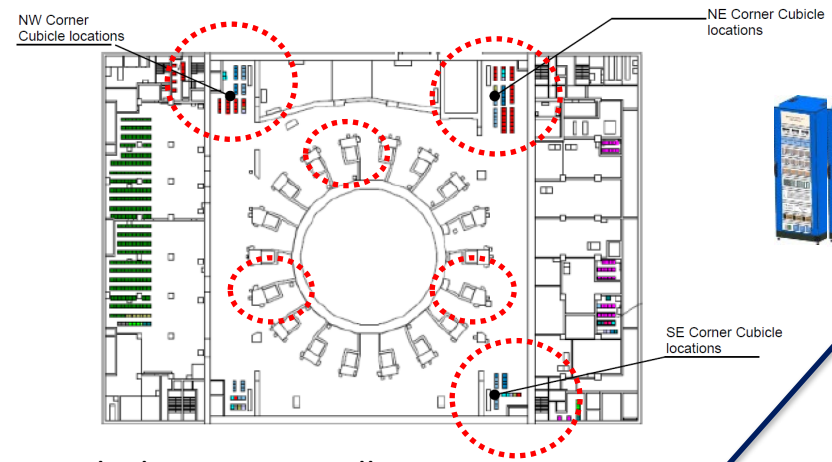 NW Corner
Cubicle locations
NE Corner Cubicle
locations
SE Corner Cubicle
locations